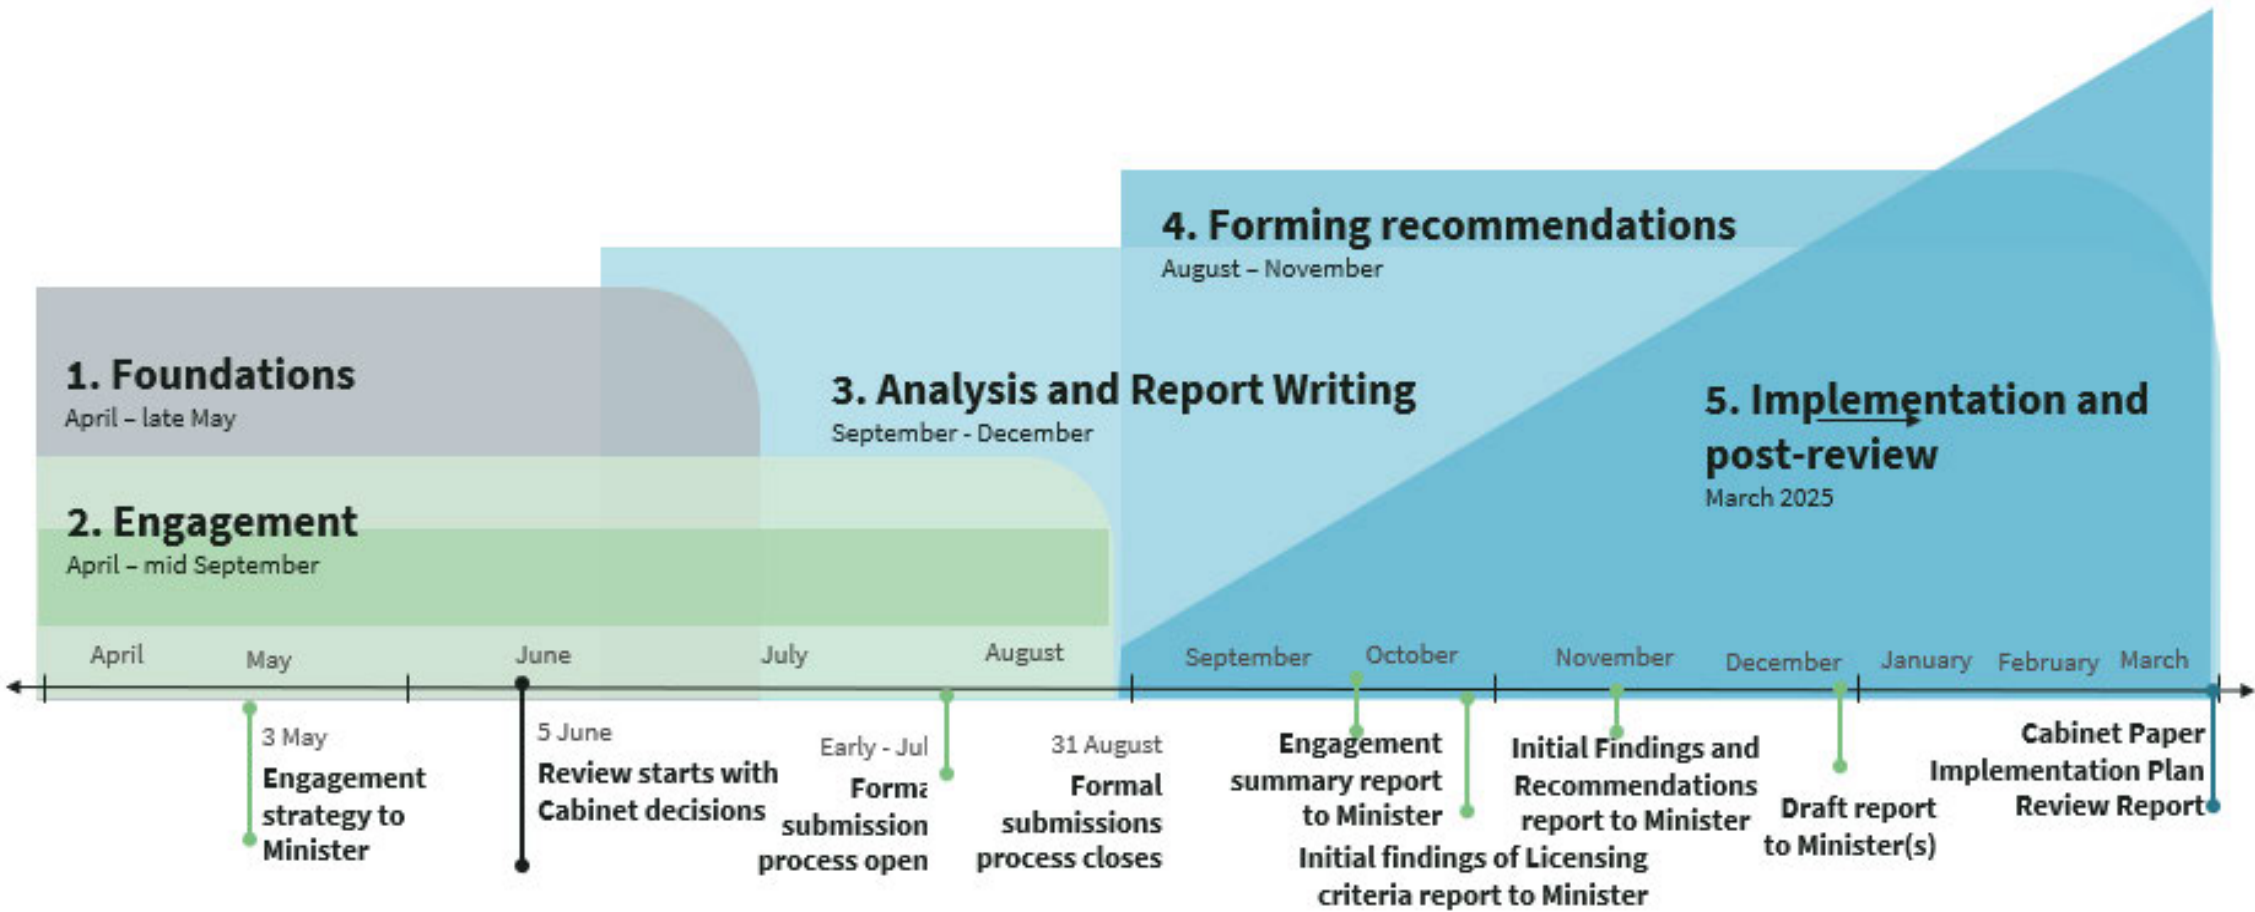 4. Forming recommendations
August – November
1. Foundations
April – late May
3. Analysis and Report Writing
September - December
5. Implementation and
post-review
March 2025
2. Engagement
April – mid September
April
May
June
July
August
September
October
November
December
January
February
March
3 May
Engagement
strategy to
Minister
5 June
Review starts with
Cabinet decisions
Early - Jul
Forma
submission
process open
31 August
Formal
submissions
process closes
Engagement
summary report
to Minister
Initial findings of Licensing
criteria report to Minister
Initial Findings and
Recommendations
report to Minister
Draft report
to Minister(s)
Cabinet Paper
Implementation Plan
Review Report